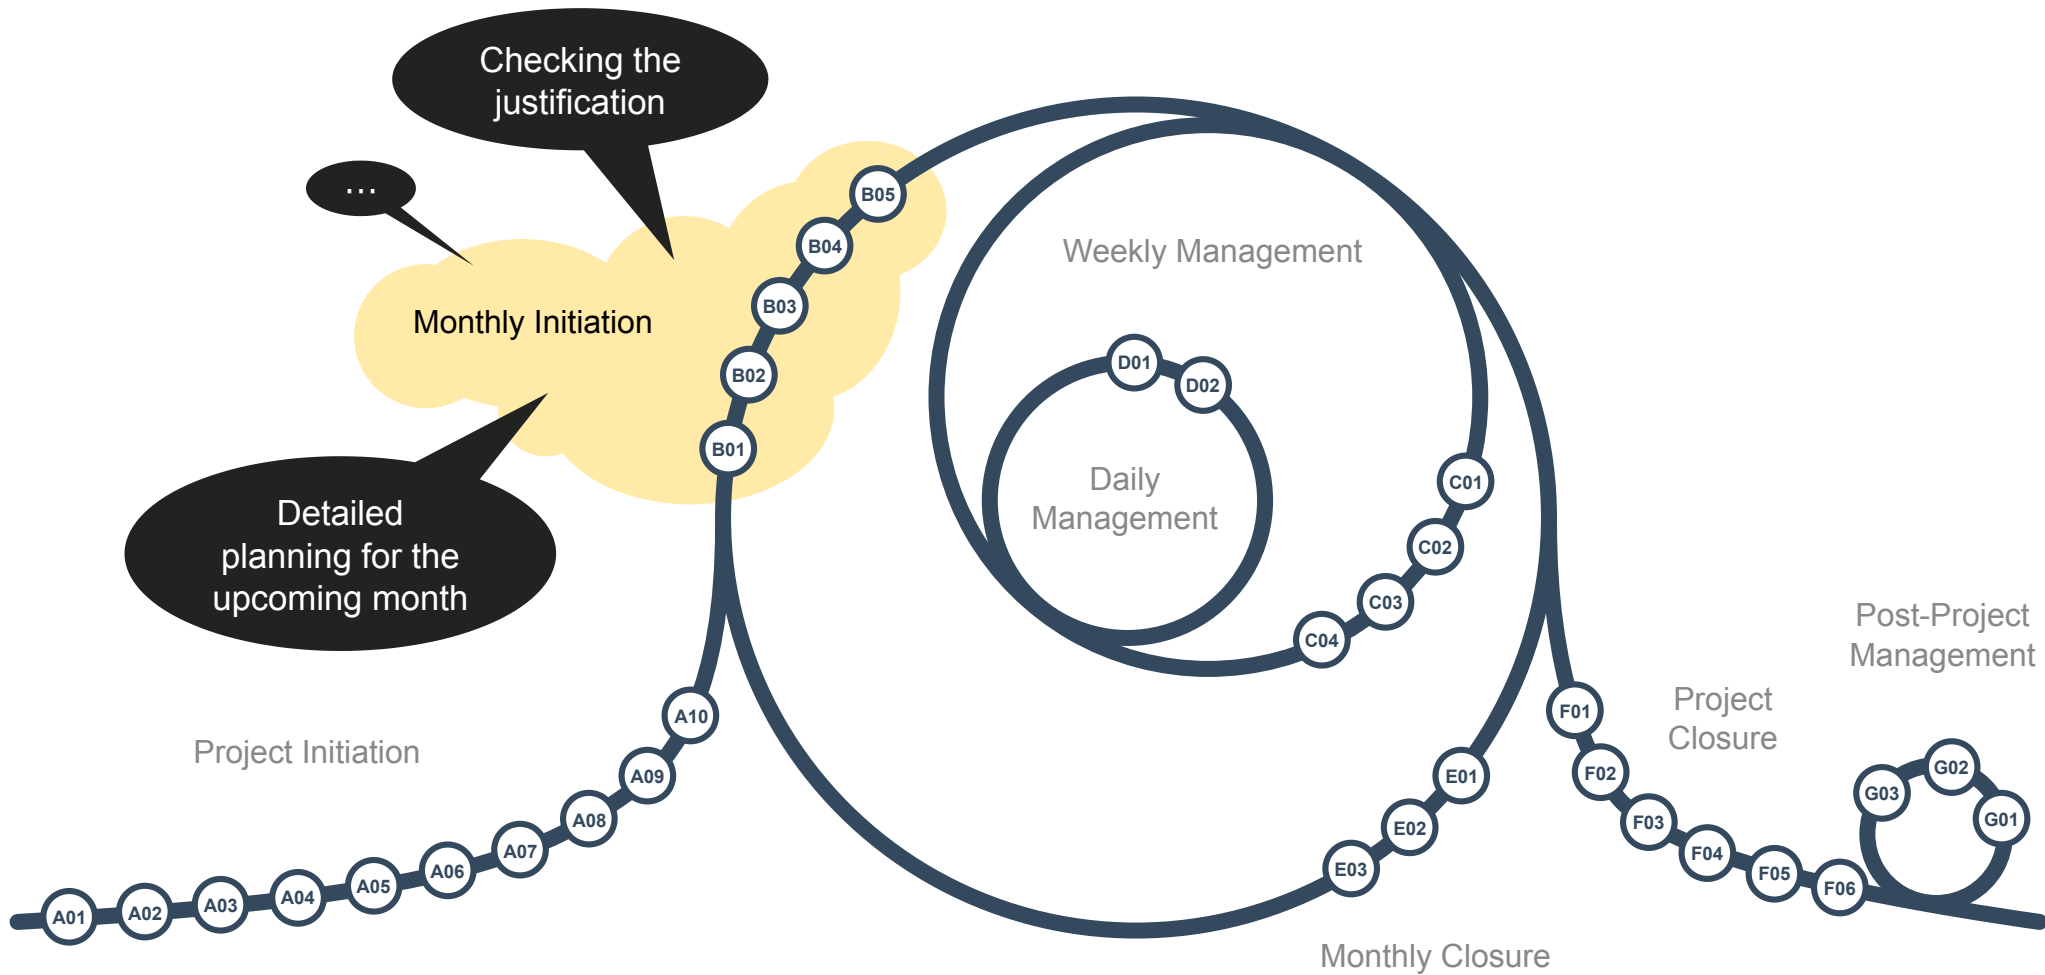 Checking the
justification
...
B05
B04
B03
B02
B01
Monthly Initiation
Detailed
planning for the
upcoming month
Weekly Management
D01
D02
Daily
Management
C01
C02
C03
C04
Project Initiation
A01
A02
A03
A04
A05
A06
A07
A08
A09
A10
E01
E02
E03
Monthly Closure
F01
F02
F03
F04
F05
F06
Project
Closure
Post-Project
Management
G03
G02
G01